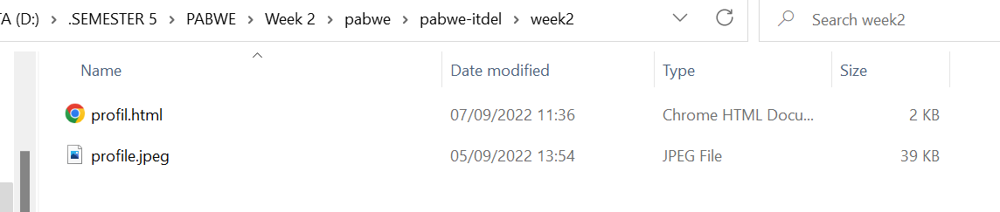 TA (D:) > .SEMESTER 5 > PABWE > Week 2 > pabwe > pabwe-itdel > week2 Search week2
Name Date modified Type Size
profil.html 07/09/2022 11:36 Chrome HTML Docu... 2 KB
profile.jpeg 05/09/2022 13:54 JPEG File 39 KB